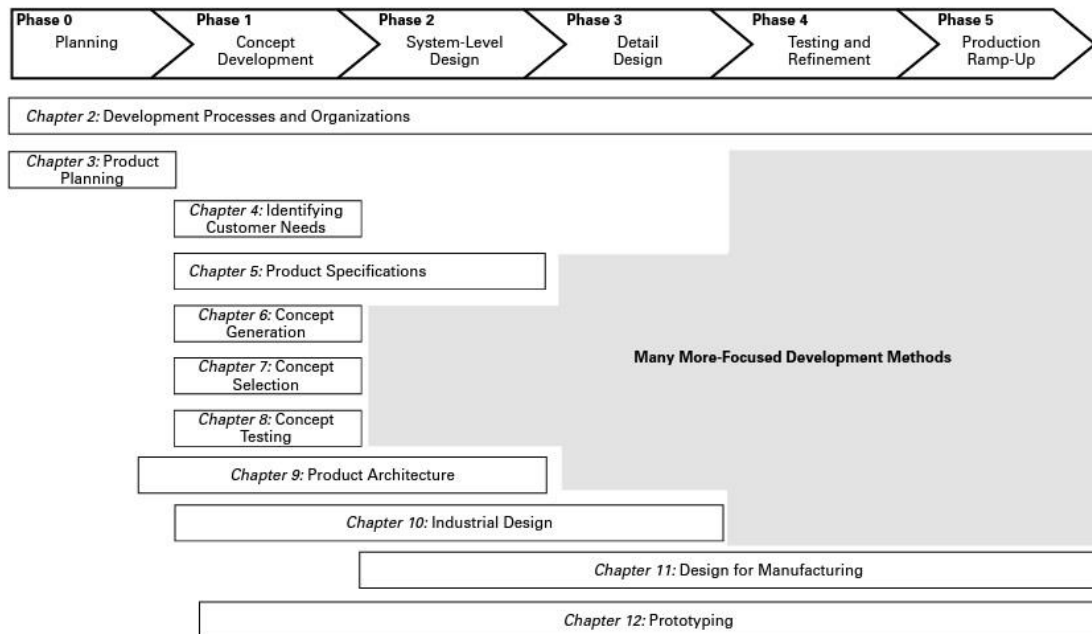 Phase 0
Planning
Phase 1
Concept
Development
Phase 2
System-Level
Design
Phase 3
Detail
Design
Phase 4
Testing and
Refinement
Phase 5
Production
Ramp-Up
Chapter 2: Development Processes and Organizations
Chapter 3: Product
Planning
Chapter 4: Identifying
Customer Needs
Chapter 5: Product Specifications
Chapter 6: Concept
Generation
Chapter 7: Concept
Selection
Chapter 8: Concept
Testing
Many More-Focused Development Methods
Chapter 9: Product Architecture
Chapter 10: Industrial Design
Chapter 11: Design for Manufacturing
Chapter 12: Prototyping